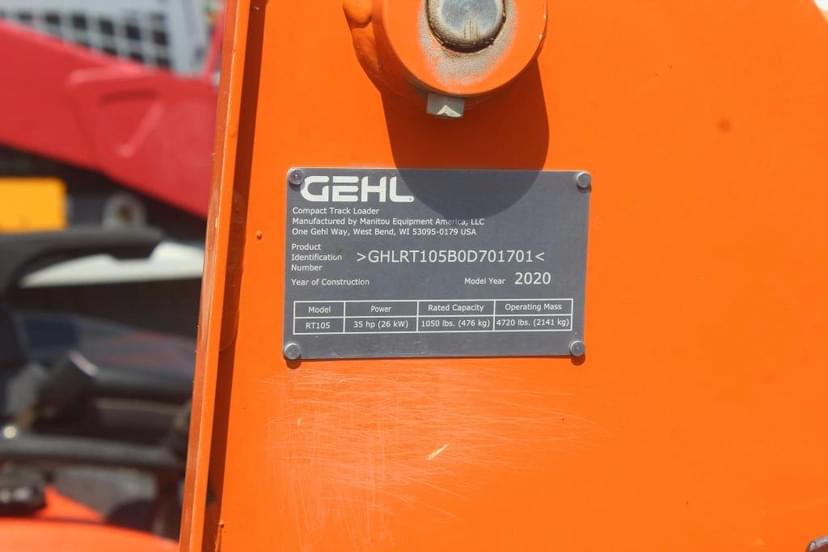 GEHL
Compact Track Loader
Manufactured by Manitou Equipment America, LLC
One Gehl Way, West Bend, WI 53095-0179 USA
Product
Identification >GHLRT105B0D701701<
Number
Year of Construction Model Year 2020
Model Power Rated Capacity Operating Mass
RT105 35 hp (26 kW) 1050 lbs. (476 kg) 4720 lbs. (2141 kg)